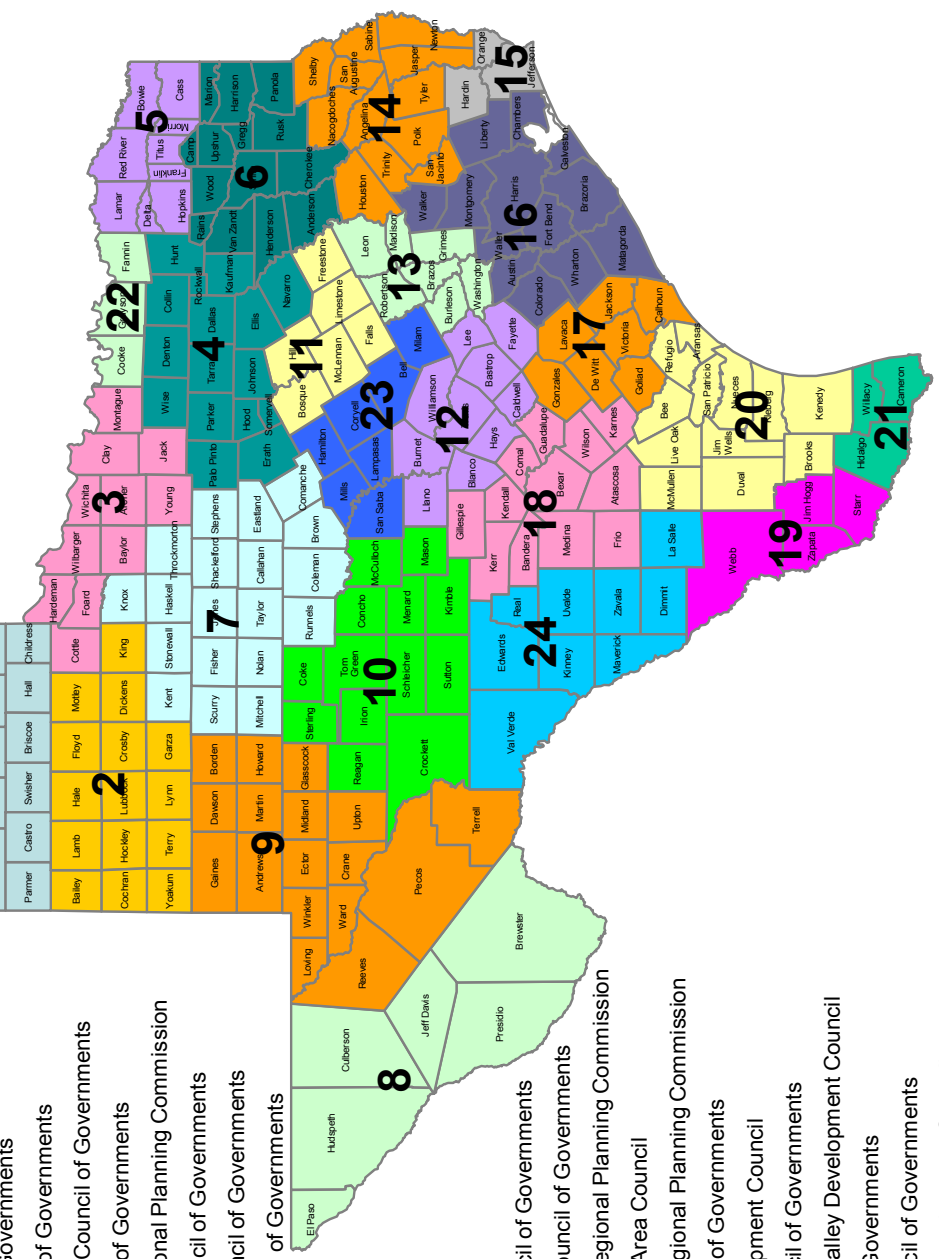 Parmer
Castro
Swisher
Briscoe
Hall
Childress
Bailey
Lamb
Hale
Floyd
Motley
Cottle
Foard
Hardeman
Wilbarger
Wichita
Clay
Montague
Cooke
Fannin
Lamar
Red River
Bowie
Cochran
Hockley
Lubbock
Crosby
Dickens
King
Knox
Baylor
Archer
Jack
Wise
Denton
Collin
Hunt
Delta
Hopkins
Franklin
Titus
Morris
Cass
Yoakum
Terry
Lynn
Garza
Kent
Stonewall
Haskell
Throckmorton
Young
Gaines
Dawson
Borden
Scurry
Fisher
Jones
Shackelford
Stephens
Palo Pinto
Parker
Tarrant
Dallas
Rockwall
Kaufman
Rains
Van Zandt
Wood
Camp
Upshur
Gregg
Marion
Harrison
Panola
Rusk
Andrews
Martin
Howard
Mitchell
Nolan
Taylor
Callahan
Eastland
Erath
Hood
Somervell
Johnson
Ellis
Navarro
Henderson
Anderson
Cherokee
Loving
Winkler
Ector
Midland
Glasscock
Sterling
Coke
Runnels
Coleman
Brown
Comanche
Hamilton
Bosque
Hill
Freestone
Limestone
McLennan
Falls
Reeves
Ward
Crane
Upton
Reagan
Irion
Tom
Green
Concho
McCulloch
San Saba
Mills
Lampasas
Coryell
Bell
Milam
Pecos
Terrell
Crockett
Schleicher
Sutton
Menard
Kimble
Mason
Llano
Burnet
Williamson
Blanco
Hays
Bastrop
Caldwell
Lee
Fayette
Leon
Madison
Robertson
Brazos
Grimes
Burleson
Washington
Houston
Trinity
Polk
San
Jacinto
Tyler
Angelina
Nacogdoches
Shelby
San
Augustine
Sabine
Jasper
Newton
Hardin
Orange
Jefferson
Walker
Montgomery
Liberty
Chambers
Harris
Galveston
Waller
Austin
Colorado
Fort Bend
Brazoria
Wharton
Matagorda
Gonzales
Lavaca
De Witt
Jackson
Victoria
Goliad
Calhoun
Gillespie
Kerr
Kendall
Bandera
Comal
Guadalupe
Bexar
Wilson
Karnes
Medina
Atascosa
Frio
Val Verde
Edwards
Real
Kinney
Uvalde
Maverick
Zavala
Dimmit
La Salle
McMullen
Live Oak
Bee
Refugio
Aransas
San Patricio
Nueces
Jim
Wells
Duval
Kleberg
Kenedy
Brooks
Webb
Zapata
Jim Hogg
Starr
Hidalgo
Willacy
Cameron
El Paso
Hudspeth
Culberson
Jeff Davis
Presidio
Brewster
2
3
4
5
6
7
8
9
10
11
12
13
14
15
16
17
18
19
20
21
22
23
24
of Governments
Council of Governments
of Governments
Planning Commission
of Governments
of Governments
of Governments
of Governments
of Governments
Planning Commission
Area Council
Planning Commission
of Governments
Council
of Governments
Development Council
Governments
of Governments